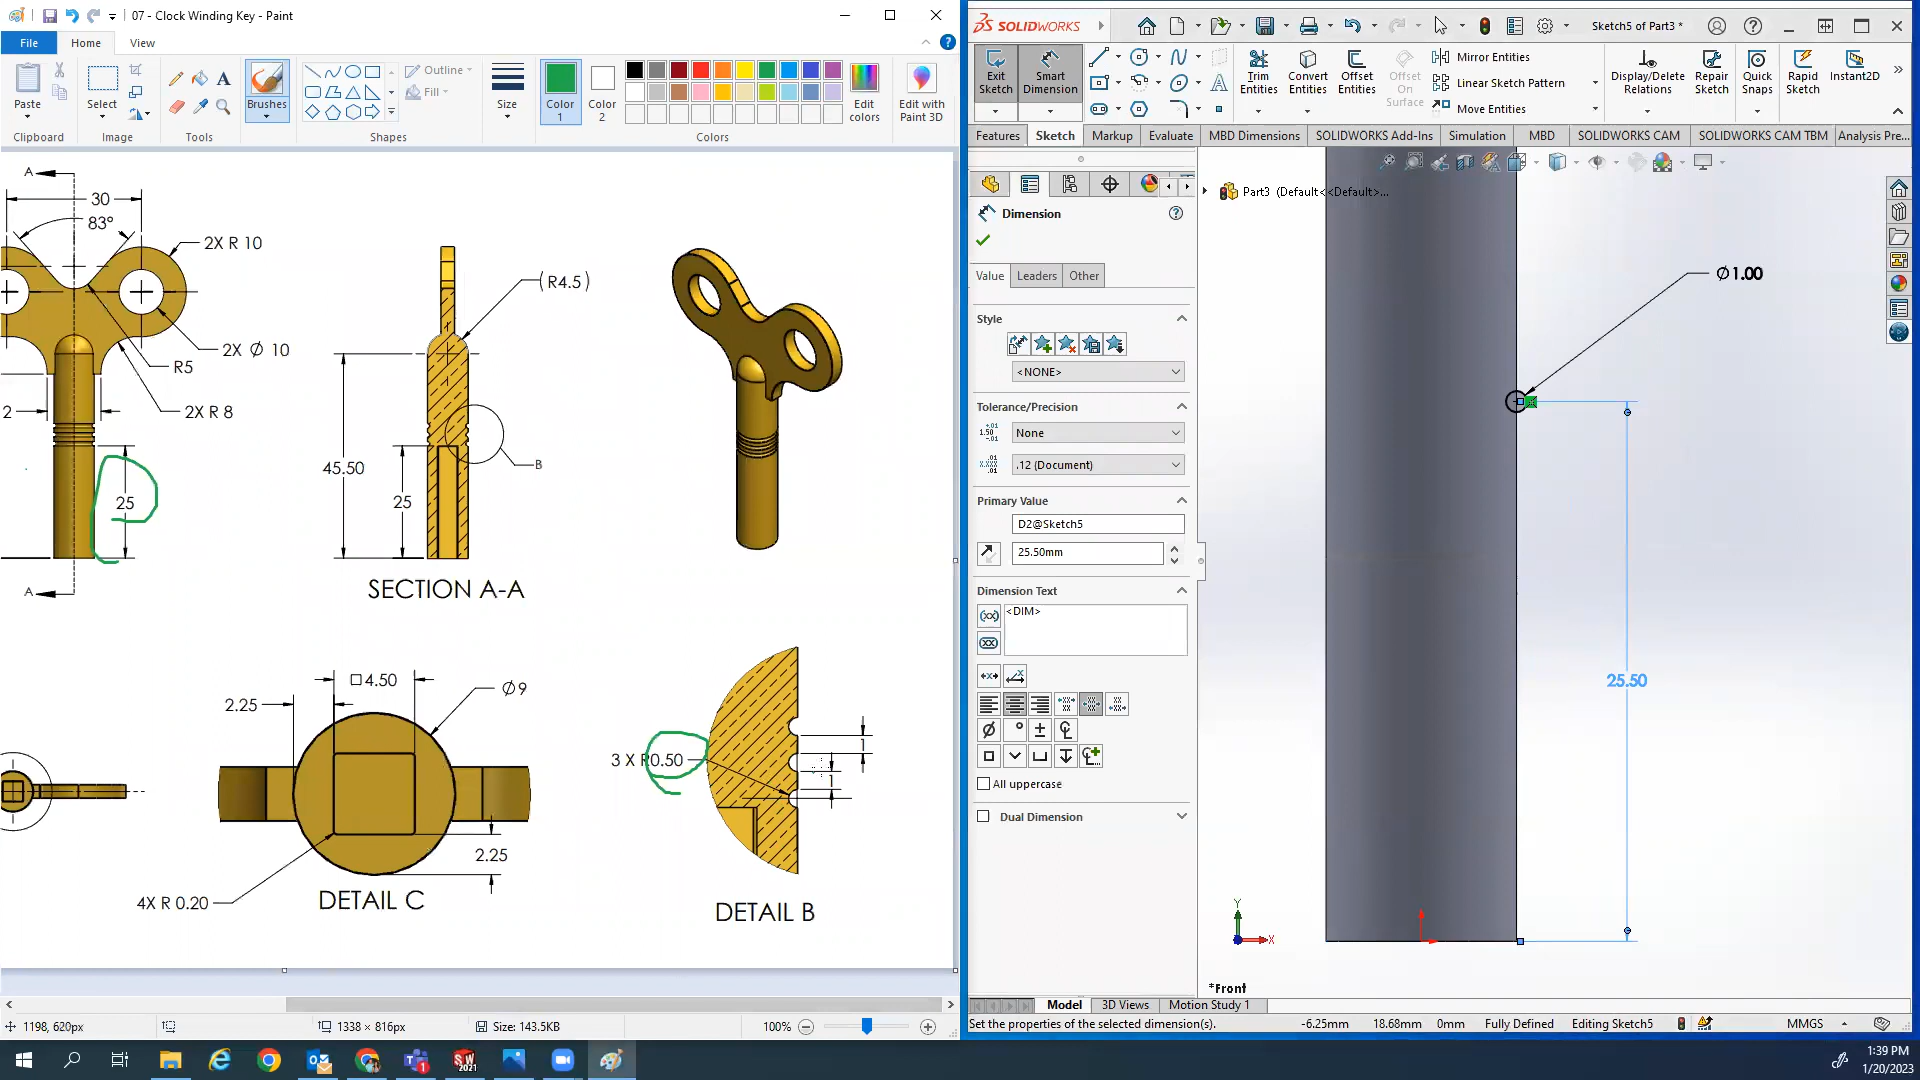 07 - Clock Winding Key - Paint
File
Home
View
Paste
Select
Brushes
Outline
Fill
Size
Color 1
Color 2
Edit colors
Edit with Paint 3D
Clipboard
Image
Tools
Shapes
Colors
A
30
83°
2X R 10
2X Ø 10
R5
2X R 8
2
25
A
(R4.5)
45.50
25
B
SECTION A-A
2.25
□4.50
Ø9
2.25
4X R 0.20
DETAIL C
3 X R0.50
1
1
DETAIL B
1198, 620px
1338 × 816px
Size: 143.5KB
100%
SOLIDWORKS
Sketch5 of Part3 *
Exit Sketch
Smart Dimension
Trim Entities
Convert Entities
Offset Entities
Offset On Surface
Mirror Entities
Linear Sketch Pattern
Move Entities
Display/Delete Relations
Repair Sketch
Quick Snaps
Rapid Sketch
Instant2D
Features
Sketch
Markup
Evaluate
MBD Dimensions
SOLIDWORKS Add-Ins
Simulation
MBD
SOLIDWORKS CAM
SOLIDWORKS CAM TBM
Analysis Pre...
Part3 (Default<<Default>...
Dimension
Value
Leaders
Other
Style
<NONE>
Tolerance/Precision
None
.12 (Document)
Primary Value
D2@Sketch5
25.50mm
Dimension Text
<DIM>
All uppercase
Dual Dimension
Ø1.00
25.50
Y
X
*Front
Model
3D Views
Motion Study 1
Set the properties of the selected dimension(s).
-6.25mm
18.68mm
0mm
Fully Defined
Editing Sketch5
MMGS
1:39 PM
1/20/2023